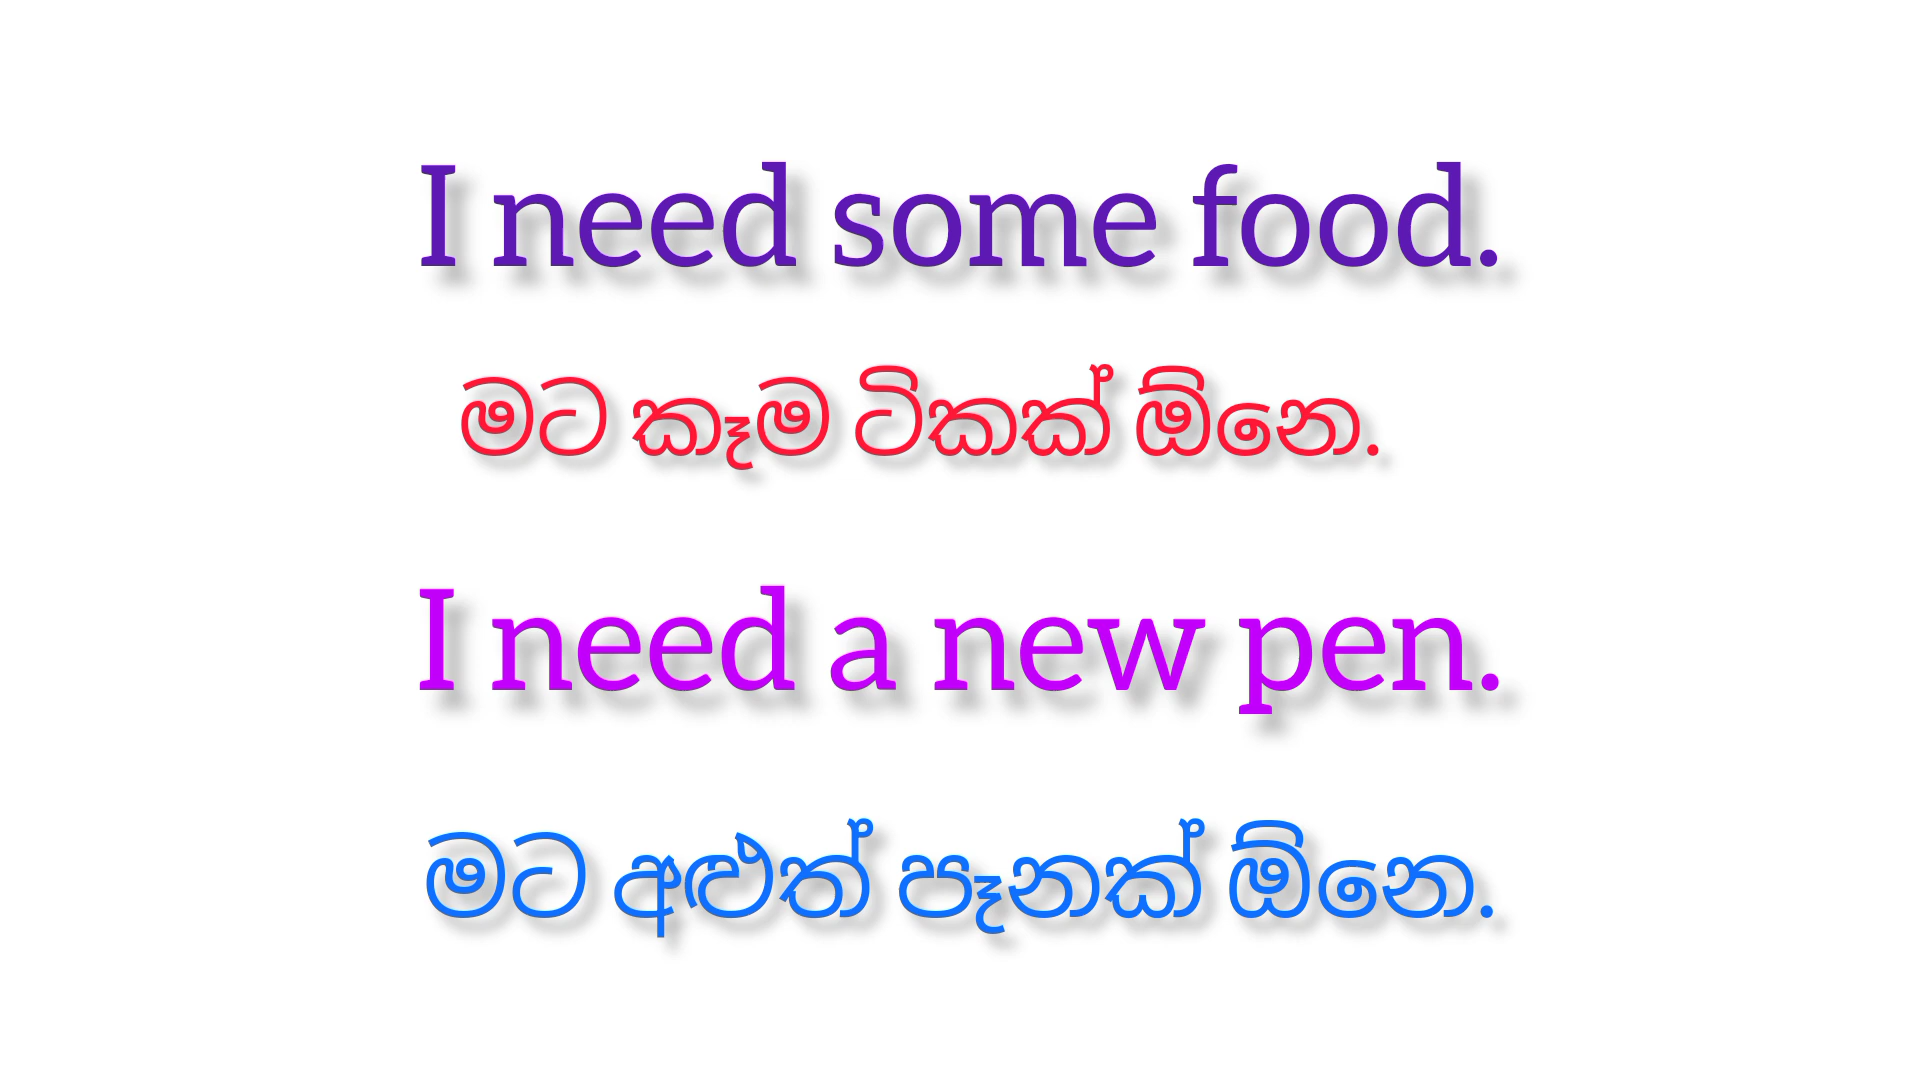 I need some food.
මට කෑම ටිකක් ඕනෙ.
I need a new pen.
මට අළුත් පෑනක් ඕනෙ.